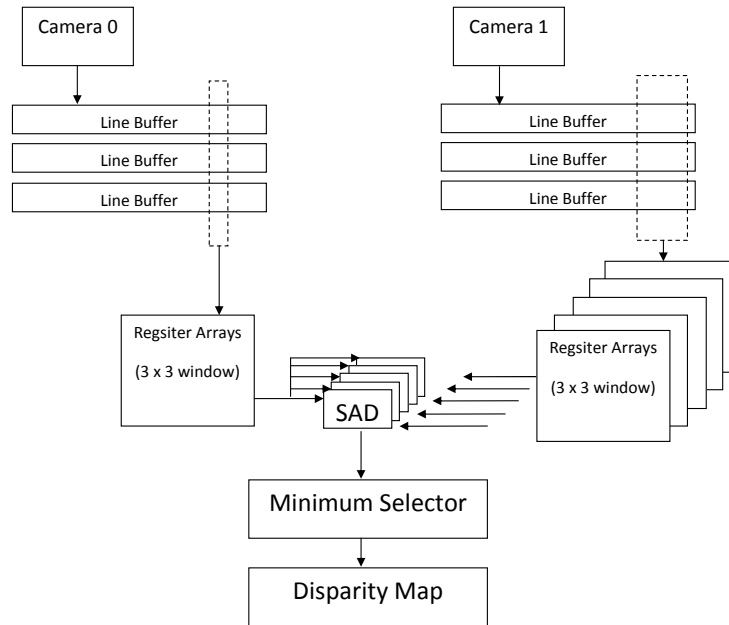 Camera 0
Camera 1
Line Buffer
Line Buffer
Line Buffer
Line Buffer
Line Buffer
Line Buffer
Regsiter Arrays
(3 x 3 window)
Regsiter Arrays
(3 x 3 window)
SAD
Minimum Selector
Disparity Map